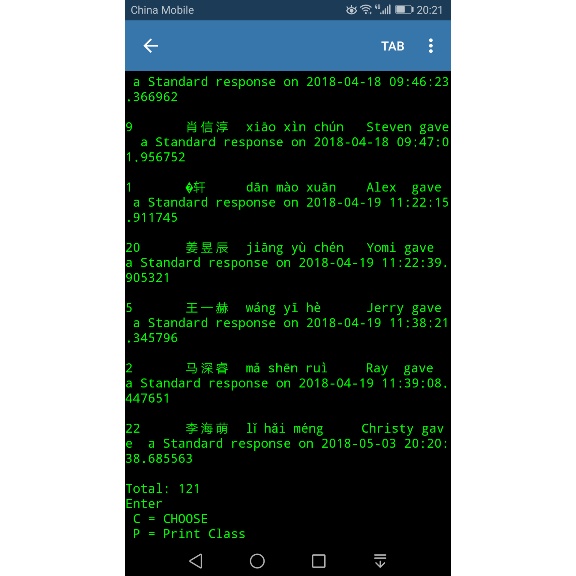 China Mobile 20:21
TAB
a Standard response on 2018-04-18 09:46:23
.366962
9 肖信淳 xiāo xìn chún Steven gave
a Standard response on 2018-04-18 09:47:0
1.956752
1 �轩 dān mào xuān Alex gave
a Standard response on 2018-04-19 11:22:15
.911745
20 姜昱辰 jiāng yù chén Yomi gave
a Standard response on 2018-04-19 11:22:39.
905321
5 王一赫 wáng yī hè Jerry gave
a Standard response on 2018-04-19 11:38:21
.345796
2 马深睿 mǎ shēn ruì Ray gave
a Standard response on 2018-04-19 11:39:08.
447651
22 李海萌 lǐ hǎi méng Christy gav
e a Standard response on 2018-05-03 20:20:
38.685563
Total: 121
Enter
C = CHOOSE
P = Print Class